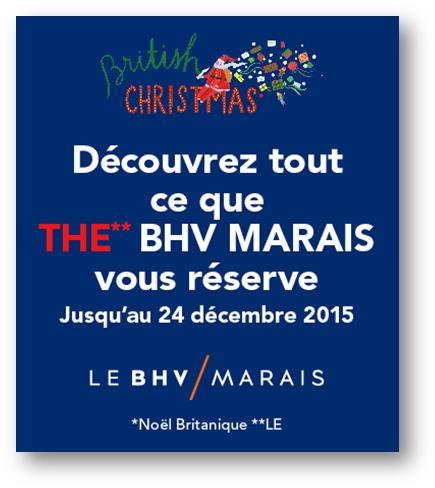 British
CHRISTMAS*
Découvrez tout
ce que
THE** BHV MARAIS
vous réserve
Jusqu'au 24 décembre 2015
LE BHV/MARAIS
*Noël Britanique **LE